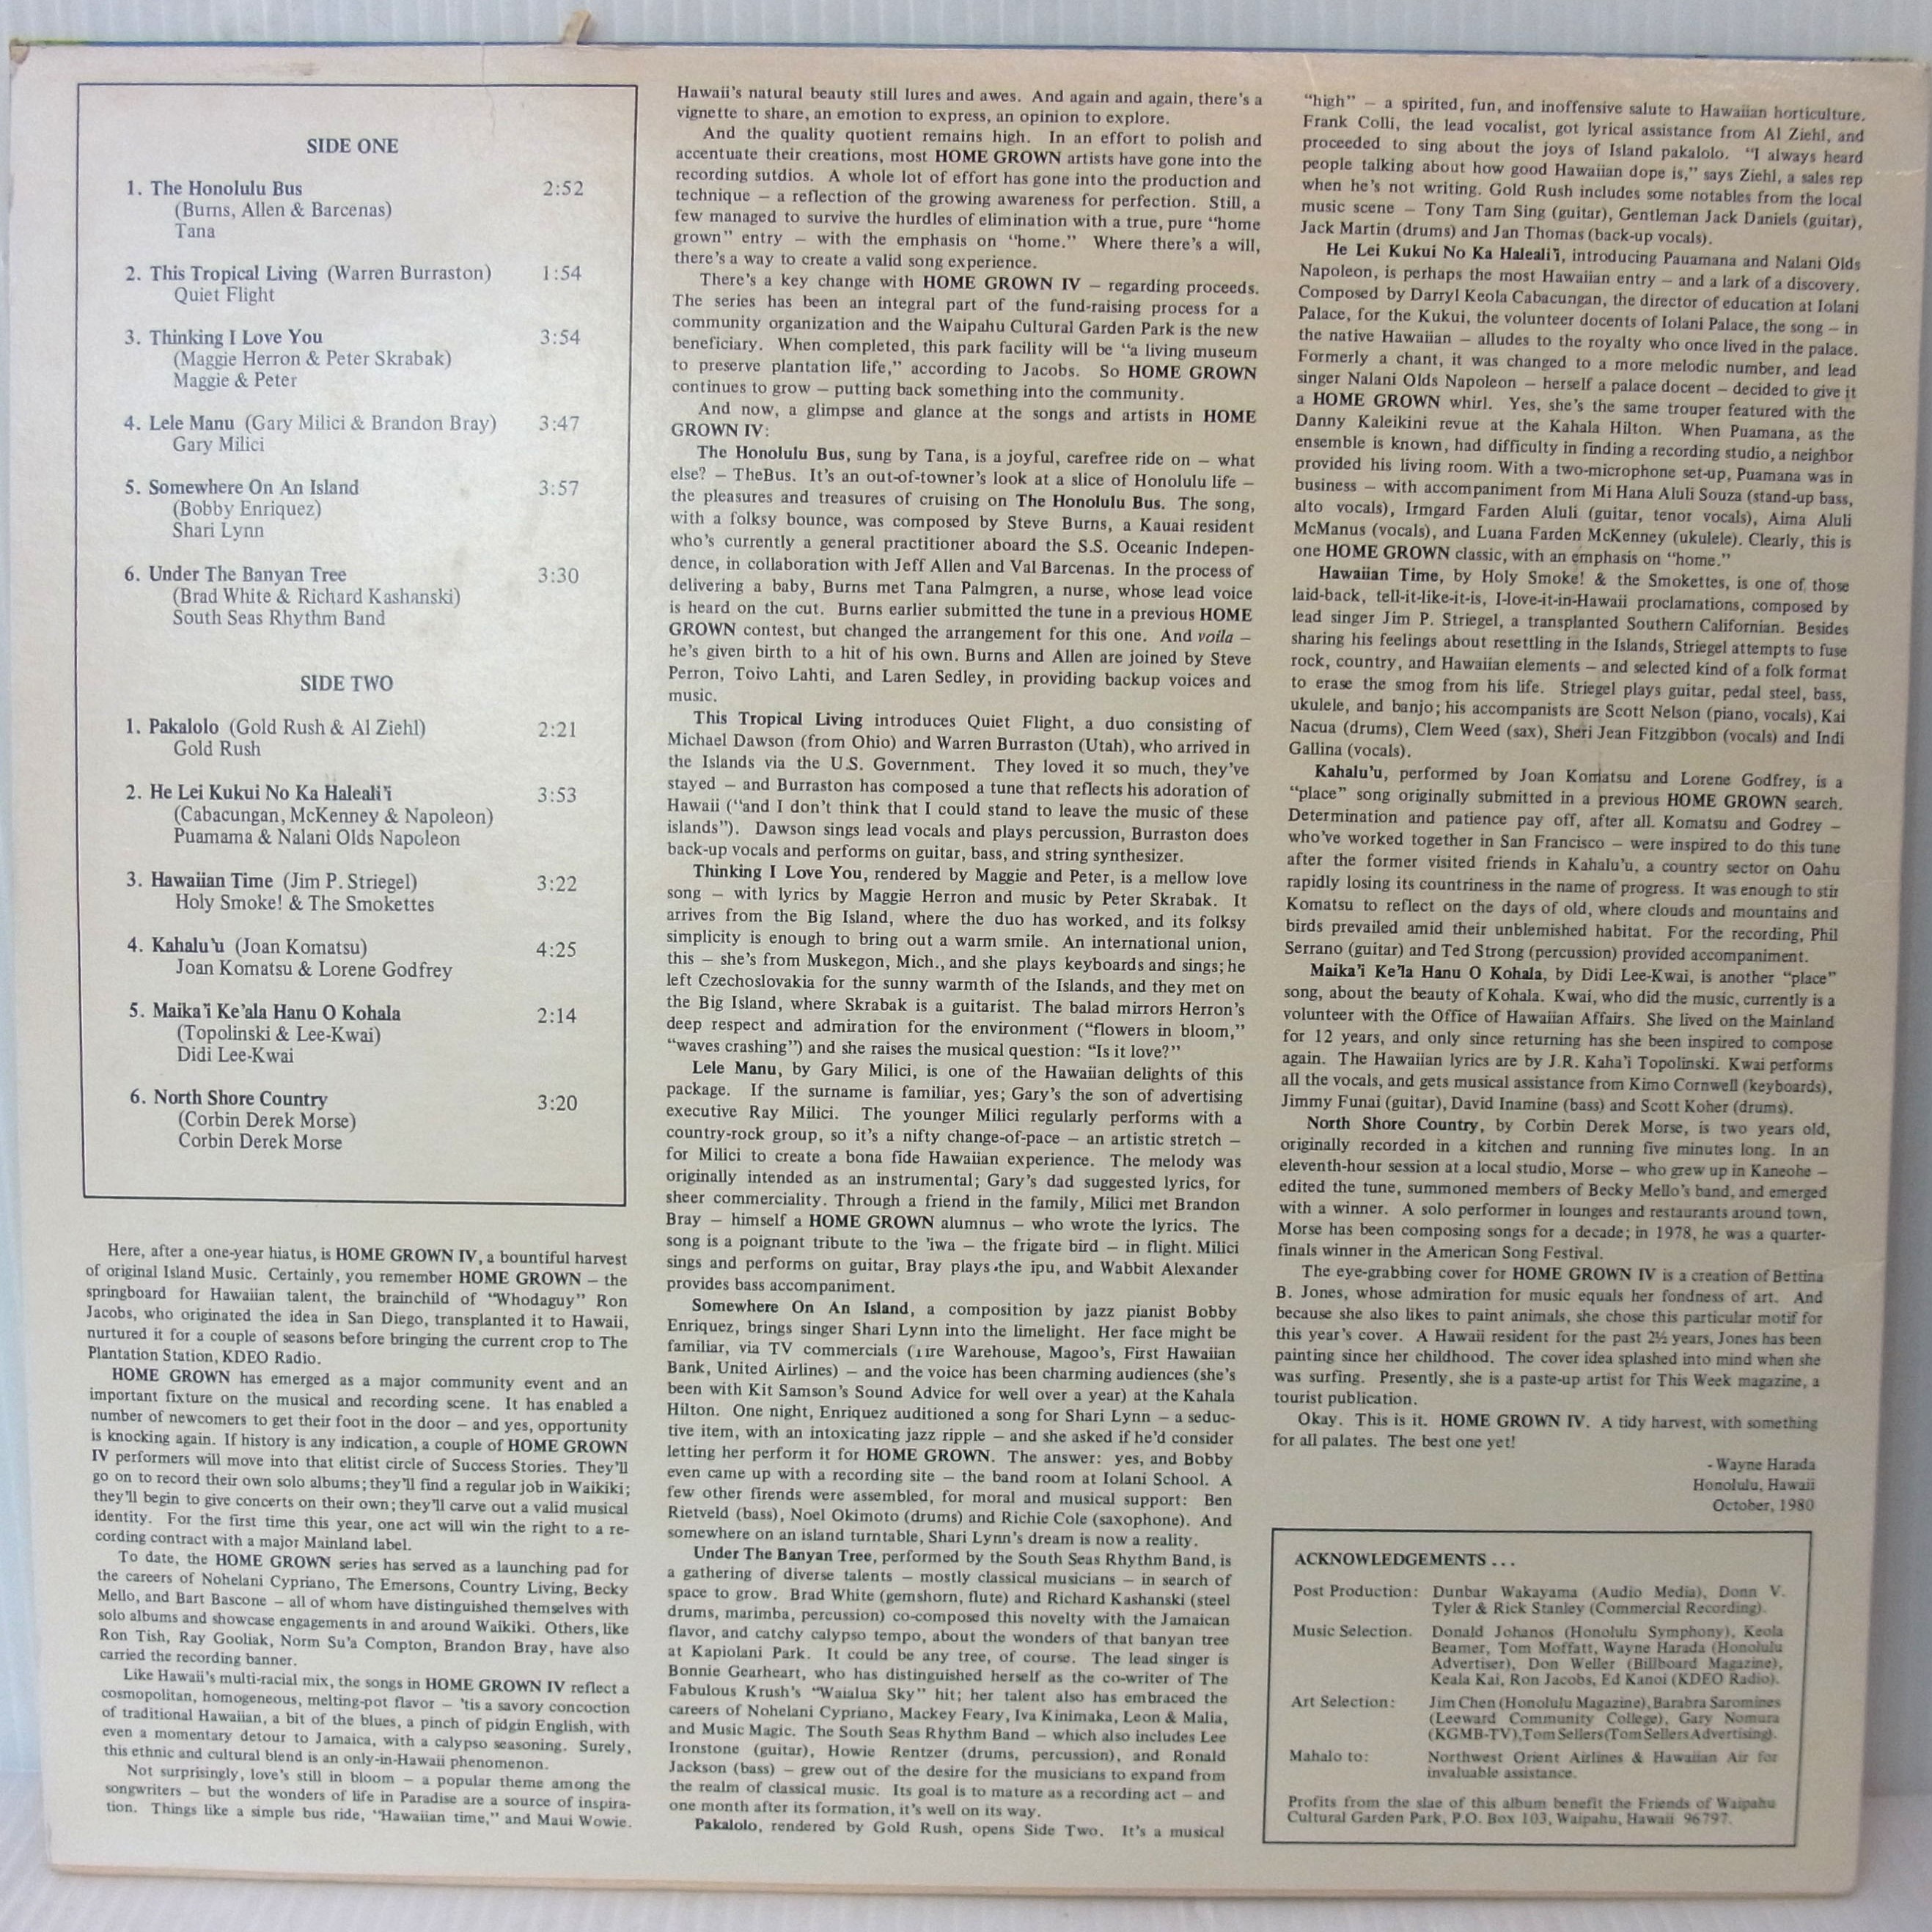 SIDE ONE
1. The Honolulu Bus 2:52
(Burns, Allen & Barcenas)
Tana
2. This Tropical Living (Warren Burraston) 1:54
Quiet Flight
3. Thinking I Love You 3:54
(Maggie Herron & Peter Skrabak)
Maggie & Peter
4. Lele Manu (Gary Milici & Brandon Bray) 3:47
Gary Milici
5. Somewhere On An Island 3:57
(Bobby Enriquez)
Shari Lynn
6. Under The Banyan Tree 3:30
(Brad White & Richard Kashanski)
South Seas Rhythm Band
SIDE TWO
1. Pakalolo (Gold Rush & Al Ziehl) 2:21
Gold Rush
2. He Lei Kukui No Ka Haleali'i 3:53
(Cabacungan, McKenney & Napoleon)
Puamama & Nalani Olds Napoleon
3. Hawaiian Time (Jim P. Striegel) 3:22
Holy Smoke! & The Smokettes
4. Kahalu'u (Joan Komatsu) 4:25
Joan Komatsu & Lorene Godfrey
5. Maika'i Ke'ala Hanu O Kohala 2:14
(Topolinski & Lee-Kwai)
Didi Lee-Kwai
6. North Shore Country 3:20
(Corbin Derek Morse)
Corbin Derek Morse
Here, after a one-year hiatus, is HOME GROWN IV, a bountiful harvest
of original Island Music. Certainly, you remember HOME GROWN – the
springboard for Hawaiian talent, the brainchild of "Whodaguy" Ron
Jacobs, who originated the idea in San Diego, transplanted it to Hawaii,
nurtured it for a couple of seasons before bringing the current crop to The
Plantation Station, KDEO Radio.
HOME GROWN has emerged as a major community event and an
important fixture on the musical and recording scene. It has enabled a
number of newcomers to get their foot in the door – and yes, opportunity
is knocking again. If history is any indication, a couple of HOME GROWN
IV performers will move into that elitist circle of Success Stories. They'll
go on to record their own solo albums; they'll find a regular job in Waikiki;
they'll begin to give concerts on their own; they'll carve out a valid musical
identity. For the first time this year, one act will win the right to a re-
cording contract with a major Mainland label.
To date, the HOME GROWN series has served as a launching pad for
the careers of Nohelani Cypriano, The Emersons, Country Living, Becky
Mello, and Bart Bascone – all of whom have distinguished themselves with
solo albums and showcase engagements in and around Waikiki. Others, like
Ron Tish, Ray Gooliak, Norm Su'a Compton, Brandon Bray, have also
carried the recording banner.
Like Hawaii's multi-racial mix, the songs in HOME GROWN IV reflect a
cosmopolitan, homogeneous, melting-pot flavor – 'tis a savory concoction
of traditional Hawaiian, a bit of the blues, a pinch of pidgin English, with
even a momentary detour to Jamaica, with a calypso seasoning. Surely,
this ethnic and cultural blend is an only-in-Hawaii phenomenon.
Not surprisingly, love's still in bloom – a popular theme among the
songwriters – but the wonders of life in Paradise are a source of inspira-
tion. Things like a simple bus ride, "Hawaiian time," and Maui Wowie.
Hawaii's natural beauty still lures and awes. And again and again, there's a
vignette to share, an emotion to express, an opinion to explore.
And the quality quotient remains high. In an effort to polish and
accentuate their creations, most HOME GROWN artists have gone into the
recording sutdios. A whole lot of effort has gone into the production and
technique – a reflection of the growing awareness for perfection. Still, a
few managed to survive the hurdles of elimination with a true, pure "home
grown" entry – with the emphasis on "home." Where there's a will,
there's a way to create a valid song experience.
There's a key change with HOME GROWN IV – regarding proceeds.
The series has been an integral part of the fund-raising process for a
community organization and the Waipahu Cultural Garden Park is the new
beneficiary. When completed, this park facility will be "a living museum
to preserve plantation life," according to Jacobs. So HOME GROWN
continues to grow – putting back something into the community.
And now, a glimpse and glance at the songs and artists in HOME
GROWN IV:
The Honolulu Bus, sung by Tana, is a joyful, carefree ride on – what
else? – TheBus. It's an out-of-towner's look at a slice of Honolulu life –
the pleasures and treasures of cruising on The Honolulu Bus. The song,
with a folksy bounce, was composed by Steve Burns, a Kauai resident
who's currently a general practitioner aboard the S.S. Oceanic Indepen-
dence, in collaboration with Jeff Allen and Val Barcenas. In the process of
delivering a baby, Burns met Tana Palmgren, a nurse, whose lead voice
is heard on the cut. Burns earlier submitted the tune in a previous HOME
GROWN contest, but changed the arrangement for this one. And voila –
he's given birth to a hit of his own. Burns and Allen are joined by Steve
Perron, Toivo Lahti, and Laren Sedley, in providing backup voices and
music.
This Tropical Living introduces Quiet Flight, a duo consisting of
Michael Dawson (from Ohio) and Warren Burraston (Utah), who arrived in
the Islands via the U.S. Government. They loved it so much, they've
stayed – and Burraston has composed a tune that reflects his adoration of
Hawaii ("and I don't think that I could stand to leave the music of these
islands"). Dawson sings lead vocals and plays percussion, Burraston does
back-up vocals and performs on guitar, bass, and string synthesizer.
Thinking I Love You, rendered by Maggie and Peter, is a mellow love
song – with lyrics by Maggie Herron and music by Peter Skrabak. It
arrives from the Big Island, where the duo has worked, and its folksy
simplicity is enough to bring out a warm smile. An international union,
this – she's from Muskegon, Mich., and she plays keyboards and sings; he
left Czechoslovakia for the sunny warmth of the Islands, and they met on
the Big Island, where Skrabak is a guitarist. The balad mirrors Herron's
deep respect and admiration for the environment ("flowers in bloom,"
"waves crashing") and she raises the musical question: "Is it love?"
Lele Manu, by Gary Milici, is one of the Hawaiian delights of this
package. If the surname is familiar, yes; Gary's the son of advertising
executive Ray Milici. The younger Milici regularly performs with a
country-rock group, so it's a nifty change-of-pace – an artistic stretch –
for Milici to create a bona fide Hawaiian experience. The melody was
originally intended as an instrumental; Gary's dad suggested lyrics, for
sheer commerciality. Through a friend in the family, Milici met Brandon
Bray – himself a HOME GROWN alumnus – who wrote the lyrics. The
song is a poignant tribute to the 'iwa – the frigate bird – in flight. Milici
sings and performs on guitar, Bray plays the ipu, and Wabbit Alexander
provides bass accompaniment.
Somewhere On An Island, a composition by jazz pianist Bobby
Enriquez, brings singer Shari Lynn into the limelight. Her face might be
familiar, via TV commercials (Tire Warehouse, Magoo's, First Hawaiian
Bank, United Airlines) – and the voice has been charming audiences (she's
been with Kit Samson's Sound Advice for well over a year) at the Kahala
Hilton. One night, Enriquez auditioned a song for Shari Lynn – a seduc-
tive item, with an intoxicating jazz ripple – and she asked if he'd consider
letting her perform it for HOME GROWN. The answer: yes, and Bobby
even came up with a recording site – the band room at Iolani School. A
few other firends were assembled, for moral and musical support: Ben
Rietveld (bass), Noel Okimoto (drums) and Richie Cole (saxophone). And
somewhere on an island turntable, Shari Lynn's dream is now a reality.
Under The Banyan Tree, performed by the South Seas Rhythm Band, is
a gathering of diverse talents – mostly classical musicians – in search of
space to grow. Brad White (gemshorn, flute) and Richard Kashanski (steel
drums, marimba, percussion) co-composed this novelty with the Jamaican
flavor, and catchy calypso tempo, about the wonders of that banyan tree
at Kapiolani Park. It could be any tree, of course. The lead singer is
Bonnie Gearheart, who has distinguished herself as the co-writer of The
Fabulous Krush's "Waialua Sky" hit; her talent also has embraced the
careers of Nohelani Cypriano, Mackey Feary, Iva Kinimaka, Leon & Malia,
and Music Magic. The South Seas Rhythm Band – which also includes Lee
Ironstone (guitar), Howie Rentzer (drums, percussion), and Ronald
Jackson (bass) – grew out of the desire for the musicians to expand from
the realm of classical music. Its goal is to mature as a recording act – and
one month after its formation, it's well on its way.
Pakalolo, rendered by Gold Rush, opens Side Two. It's a musical
"high" – a spirited, fun, and inoffensive salute to Hawaiian horticulture.
Frank Colli, the lead vocalist, got lyrical assistance from Al Ziehl, and
proceeded to sing about the joys of Island pakalolo. "I always heard
people talking about how good Hawaiian dope is," says Ziehl, a sales rep
when he's not writing. Gold Rush includes some notables from the local
music scene – Tony Tam Sing (guitar), Gentleman Jack Daniels (guitar),
Jack Martin (drums) and Jan Thomas (back-up vocals).
He Lei Kukui No Ka Haleali'i, introducing Pauamana and Nalani Olds
Napoleon, is perhaps the most Hawaiian entry – and a lark of a discovery.
Composed by Darryl Keola Cabacungan, the director of education at Iolani
Palace, for the Kukui, the volunteer docents of Iolani Palace, the song – in
the native Hawaiian – alludes to the royalty who once lived in the palace.
Formerly a chant, it was changed to a more melodic number, and lead
singer Nalani Olds Napoleon – herself a palace docent – decided to give it
a HOME GROWN whirl. Yes, she's the same trouper featured with the
Danny Kaleikini revue at the Kahala Hilton. When Puamana, as the
ensemble is known, had difficulty in finding a recording studio, a neighbor
provided his living room. With a two-microphone set-up, Puamana was in
business – with accompaniment from Mi Hana Aluli Souza (stand-up bass,
alto vocals), Irmgard Farden Aluli (guitar, tenor vocals), Aima Aluli
McManus (vocals), and Luana Farden McKenney (ukulele). Clearly, this is
one HOME GROWN classic, with an emphasis on "home."
Hawaiian Time, by Holy Smoke! & the Smokettes, is one of those
laid-back, tell-it-like-it-is, I-love-it-in-Hawaii proclamations, composed by
lead singer Jim P. Striegel, a transplanted Southern Californian. Besides
sharing his feelings about resettling in the Islands, Striegel attempts to fuse
rock, country, and Hawaiian elements – and selected kind of a folk format
to erase the smog from his life. Striegel plays guitar, pedal steel, bass,
ukulele, and banjo; his accompanists are Scott Nelson (piano, vocals), Kai
Nacua (drums), Clem Weed (sax), Sheri Jean Fitzgibbon (vocals) and Indi
Gallina (vocals).
Kahalu'u, performed by Joan Komatsu and Lorene Godfrey, is a
"place" song originally submitted in a previous HOME GROWN search.
Determination and patience pay off, after all. Komatsu and Godrey –
who've worked together in San Francisco – were inspired to do this tune
after the former visited friends in Kahalu'u, a country sector on Oahu
rapidly losing its countriness in the name of progress. It was enough to stir
Komatsu to reflect on the days of old, where clouds and mountains and
birds prevailed amid their unblemished habitat. For the recording, Phil
Serrano (guitar) and Ted Strong (percussion) provided accompaniment.
Maika'i Ke'la Hanu O Kohala, by Didi Lee-Kwai, is another "place"
song, about the beauty of Kohala. Kwai, who did the music, currently is a
volunteer with the Office of Hawaiian Affairs. She lived on the Mainland
for 12 years, and only since returning has she been inspired to compose
again. The Hawaiian lyrics are by J.R. Kaha'i Topolinski. Kwai performs
all the vocals, and gets musical assistance from Kimo Cornwell (keyboards),
Jimmy Funai (guitar), David Inamine (bass) and Scott Koher (drums).
North Shore Country, by Corbin Derek Morse, is two years old,
originally recorded in a kitchen and running five minutes long. In an
eleventh-hour session at a local studio, Morse – who grew up in Kaneohe –
edited the tune, summoned members of Becky Mello's band, and emerged
with a winner. A solo performer in lounges and restaurants around town,
Morse has been composing songs for a decade; in 1978, he was a quarter-
finals winner in the American Song Festival.
The eye-grabbing cover for HOME GROWN IV is a creation of Bettina
B. Jones, whose admiration for music equals her fondness of art. And
because she also likes to paint animals, she chose this particular motif for
this year's cover. A Hawaii resident for the past 2½ years, Jones has been
painting since her childhood. The cover idea splashed into mind when she
was surfing. Presently, she is a paste-up artist for This Week magazine, a
tourist publication.
Okay. This is it. HOME GROWN IV. A tidy harvest, with something
for all palates. The best one yet!
- Wayne Harada
Honolulu, Hawaii
October, 1980
ACKNOWLEDGEMENTS ...
Post Production: Dunbar Wakayama (Audio Media), Donn V.
Tyler & Rick Stanley (Commercial Recording).
Music Selection. Donald Johanos (Honolulu Symphony), Keola
Beamer, Tom Moffatt, Wayne Harada (Honolulu
Advertiser), Don Weller (Billboard Magazine),
Keala Kai, Ron Jacobs, Ed Kanoi (KDEO Radio).
Art Selection: Jim Chen (Honolulu Magazine), Barabra Saromines
(Leeward Community College), Gary Nomura
(KGMB-TV), Tom Sellers (Tom Sellers Advertising).
Mahalo to: Northwest Orient Airlines & Hawaiian Air for
invaluable assistance.
Profits from the slae of this album benefit the Friends of Waipahu
Cultural Garden Park, P.O. Box 103, Waipahu, Hawaii 96797.